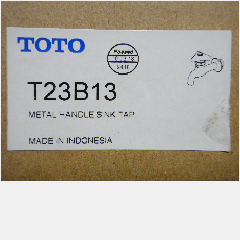 TOTO
T23B13
METAL HANDLE SINK TAP
MADE IN INDONESIA